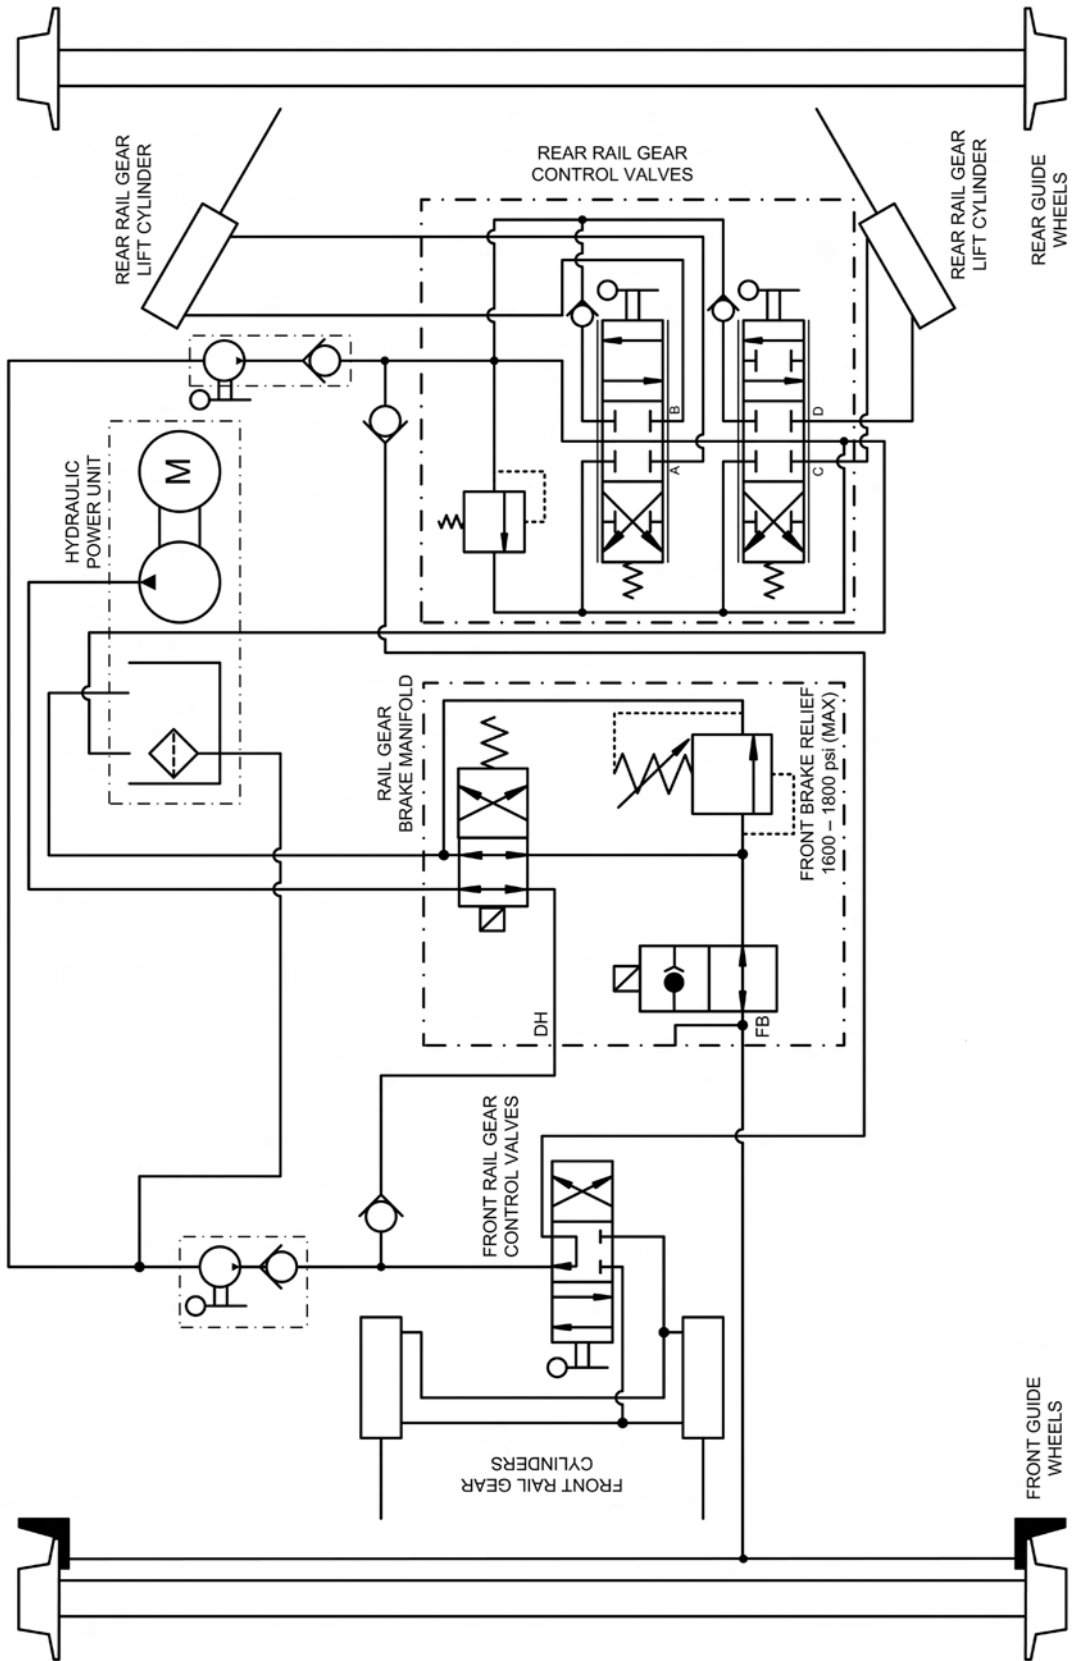 REAR RAIL GEAR
LIFT CYLINDER
REAR RAIL GEAR
CONTROL VALVES
REAR RAIL GEAR
LIFT CYLINDER
REAR GUIDE
WHEELS
HYDRAULIC
POWER UNIT
M
A
B
C
D
RAIL GEAR
BRAKE MANIFOLD
FRONT BRAKE RELIEF
1600 – 1800 psi (MAX)
DH
FB
FRONT RAIL GEAR
CONTROL VALVES
FRONT RAIL GEAR
CYLINDERS
FRONT GUIDE
WHEELS